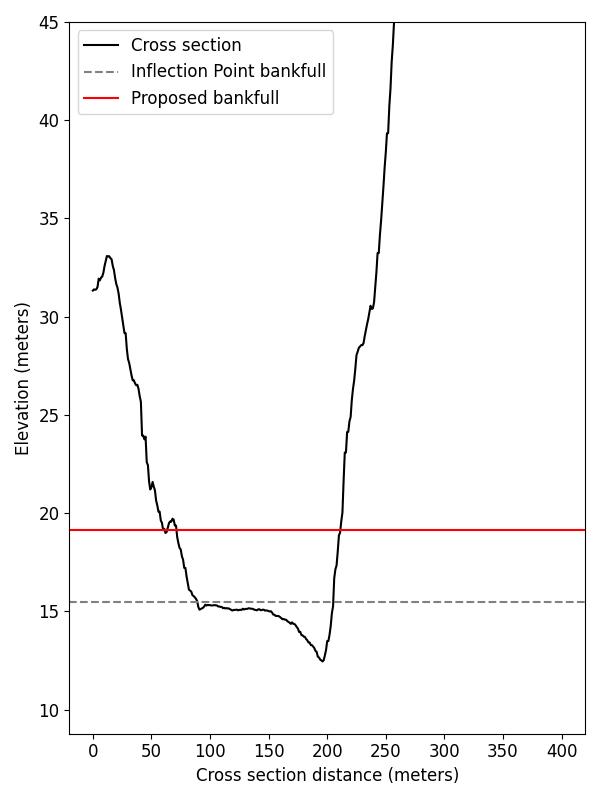 Cross section
Inflection Point bankfull
Proposed bankfull
45
40
35
30
25
20
15
10
Elevation (meters)
0 50 100 150 200 250 300 350 400
Cross section distance (meters)